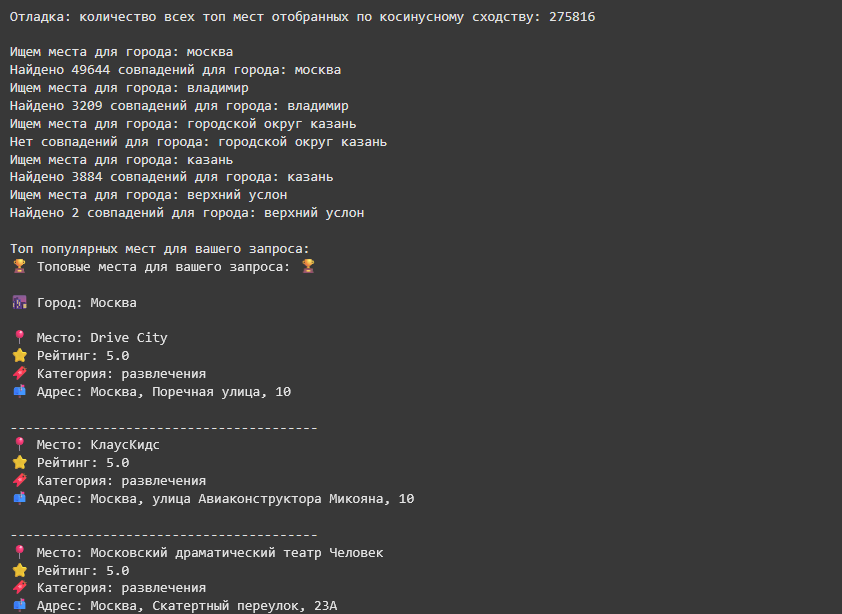 Отладка: количество всех топ мест отобранных по косинусному сходству: 275816
Ищем места для города: москва
Найдено 49644 совпадений для города: москва
Ищем места для города: владимир
Найдено 3209 совпадений для города: владимир
Ищем места для города: городской округ казань
Нет совпадений для города: городской округ казань
Ищем места для города: казань
Найдено 3884 совпадений для города: казань
Ищем места для города: верхний услон
Найдено 2 совпадений для города: верхний услон
Топ популярных мест для вашего запроса:
🏆 Топовые места для вашего запроса: 🏆
🌆 Город: Москва
📍 Место: Drive City
⭐ Рейтинг: 5.0
🔖 Категория: развлечения
📫 Адрес: Москва, Поречная улица, 10
----------------------------------------
📍 Место: КлаусКидс
⭐ Рейтинг: 5.0
🔖 Категория: развлечения
📫 Адрес: Москва, улица Авиаконструктора Микояна, 10
----------------------------------------
📍 Место: Московский драматический театр Человек
⭐ Рейтинг: 5.0
🔖 Категория: развлечения
📫 Адрес: Москва, Скатертный переулок, 23А